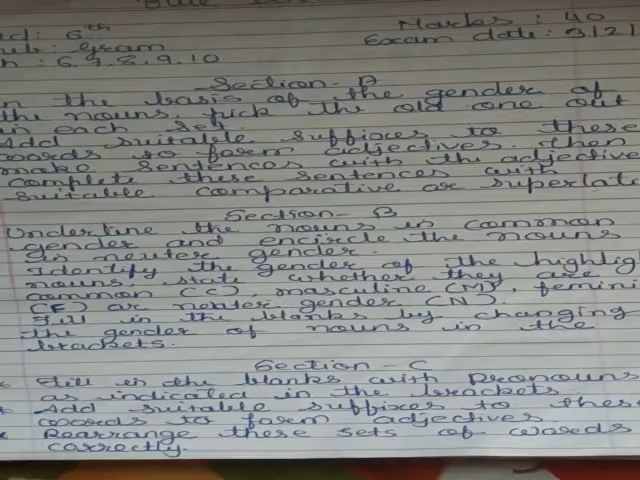 6th
Marks : 40
Exam date : 3/2/
: 6.7.8.9.10
Section - A
the basis of the gender of
the nouns, pick the old one out
in each set
Add suitable suffixes to these
words to form adjectives. Then
make sentences with the adjective
complete these sentences with
suitable comparative or superlat
Section - B
Underline the nouns in common
gender and encircle the nouns
in neuter gender.
Identify the gender of the highlig
nouns. state whether they are
common (C), masculine (M), femini
(F) or neuter gender (N).
Fill in the blanks by changing
the gender of nouns in the
brackets.
Section - C
Fill in the blanks with Pronouns
as indicated in the brackets
Add suitable suffixes to these
words to form adjectives.
Rearrange these sets of words
correctly.